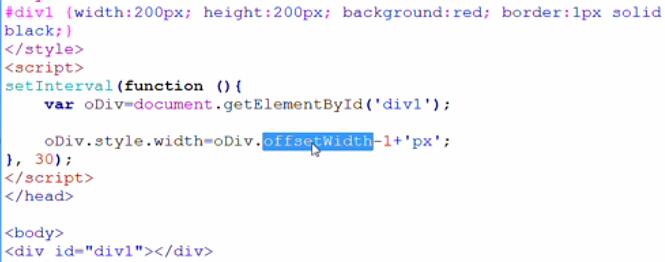 #div1 {width:200px; height:200px; background:red; border:1px solid
black;}
</style>
<script>
setInterval(function (){
    var oDiv=document.getElementById('div1');

    oDiv.style.width=oDiv.offsetWidth-1+'px';
}, 30);
</script>
</head>

<body>
<div id="div1"></div>